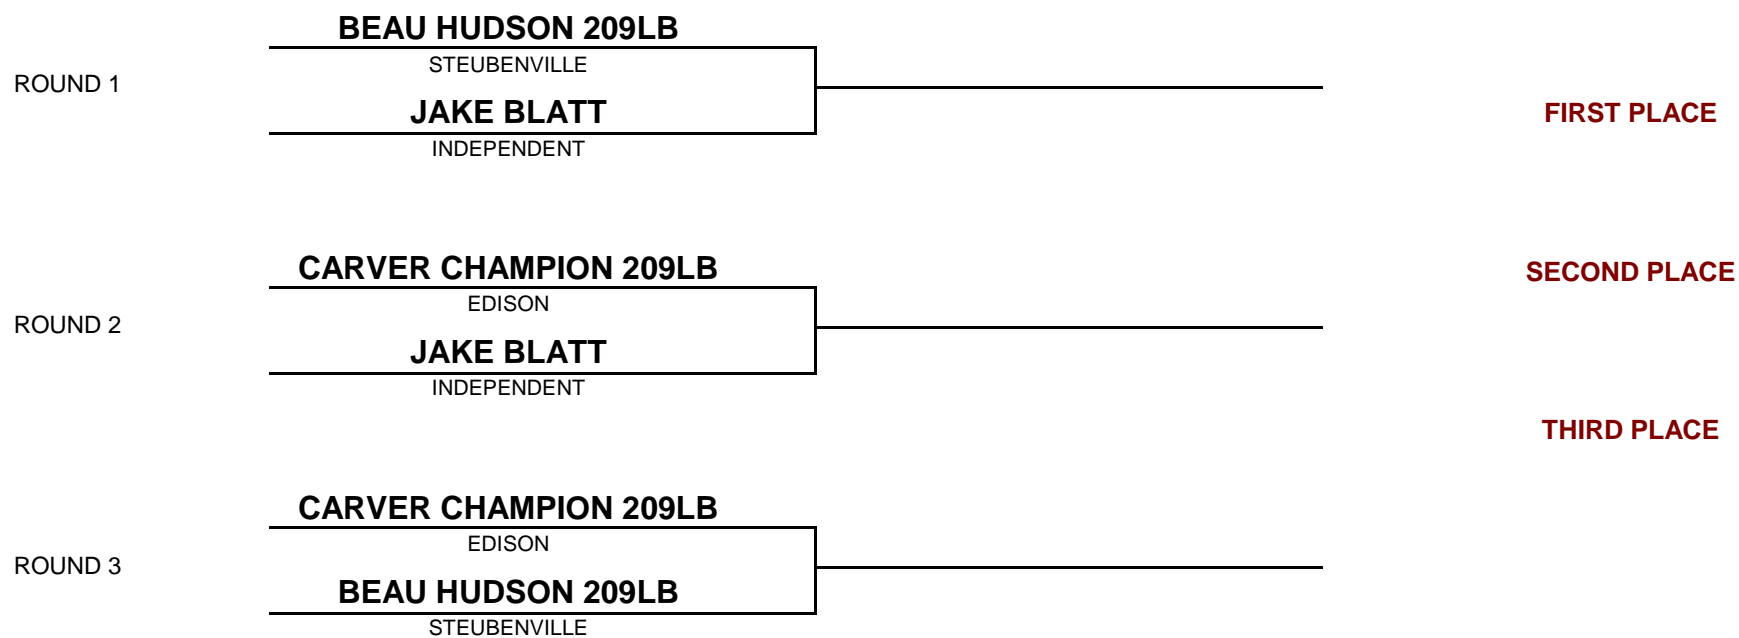 BEAU HUDSON 209LB
STEUBENVILLE
ROUND 1
JAKE BLATT
FIRST PLACE
INDEPENDENT
CARVER CHAMPION 209LB
SECOND PLACE
EDISON
ROUND 2
JAKE BLATT
INDEPENDENT
THIRD PLACE
CARVER CHAMPION 209LB
EDISON
ROUND 3
BEAU HUDSON 209LB
STEUBENVILLE